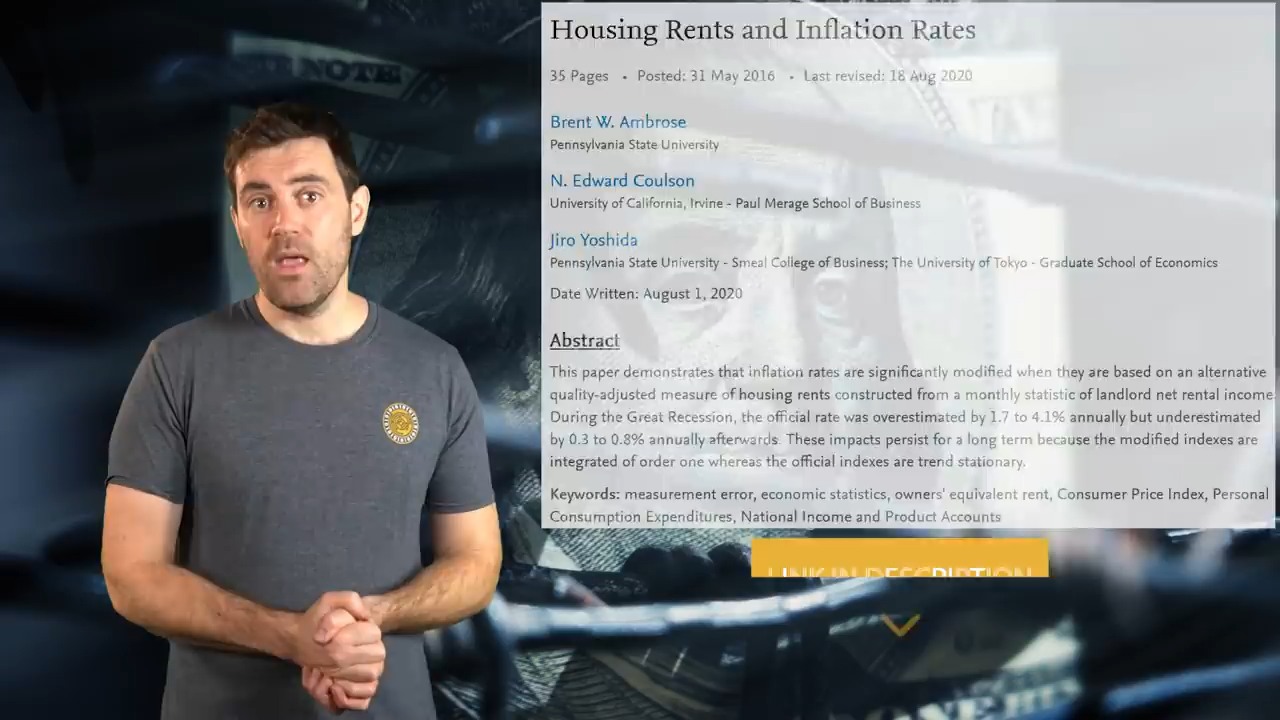 Housing Rents and Inflation Rates
35 Pages • Posted: 31 May 2016 • Last revised: 18 Aug 2020
Brent W. Ambrose
Pennsylvania State University
N. Edward Coulson
University of California, Irvine - Paul Merage School of Business
Jiro Yoshida
Pennsylvania State University - Smeal College of Business; The University of Tokyo - Graduate School of Economics
Date Written: August 1, 2020
Abstract
This paper demonstrates that inflation rates are significantly modified when they are based on an alternative
quality-adjusted measure of housing rents constructed from a monthly statistic of landlord net rental income
During the Great Recession, the official rate was overestimated by 1.7 to 4.1% annually but underestimated
by 0.3 to 0.8% annually afterwards. These impacts persist for a long term because the modified indexes are
integrated of order one whereas the official indexes are trend stationary.
Keywords: measurement error, economic statistics, owners' equivalent rent, Consumer Price Index, Personal
Consumption Expenditures, National Income and Product Accounts
LINK IN DESCRIPTION